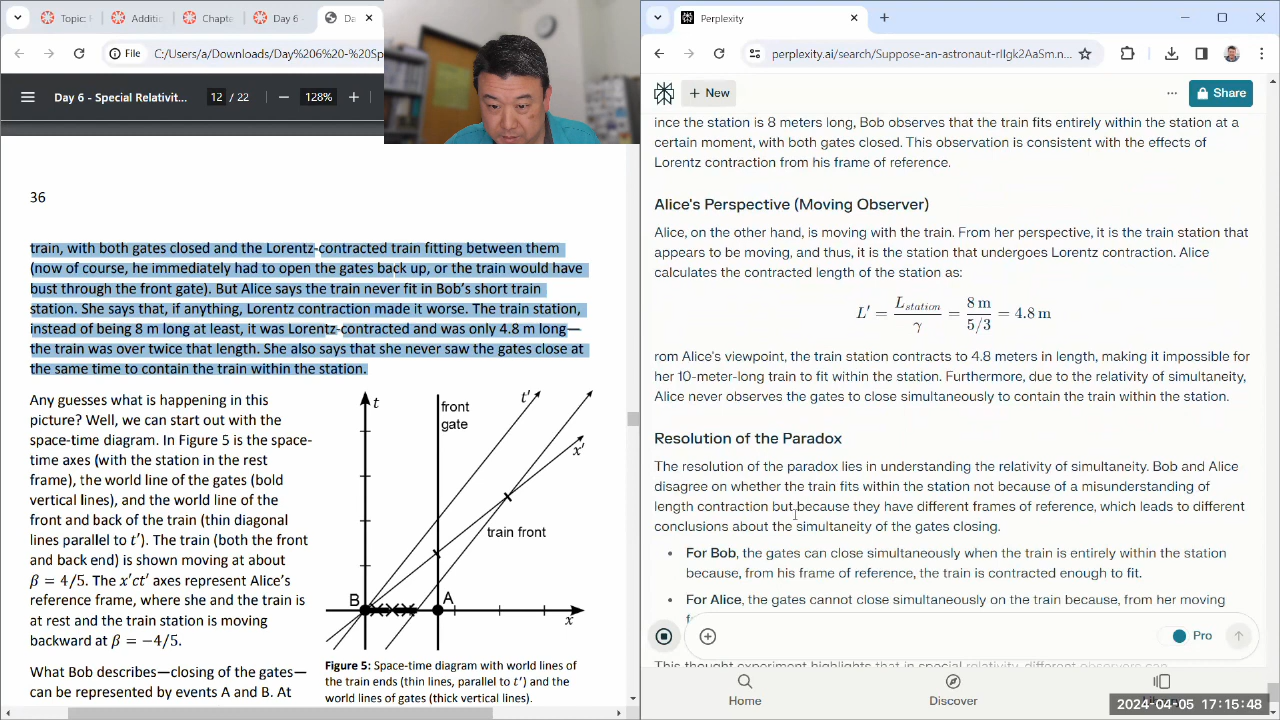 Topic
Additio
Chapte
Day 6
Da
Perplexity
File
C:/Users/a/Downloads/Day%206%20-%20Sp
perplexity.ai/search/Suppose-an-astronaut-rIIgk2AaSm.n...
Day 6 - Special Relativit...
12 / 22
128%
New
Share
36
train, with both gates closed and the Lorentz-contracted train fitting between them
(now of course, he immediately had to open the gates back up, or the train would have
bust through the front gate). But Alice says the train never fit in Bob's short train
station. She says that, if anything, Lorentz contraction made it worse. The train station,
instead of being 8 m long at least, it was Lorentz-contracted and was only 4.8 m long—
the train was over twice that length. She also says that she never saw the gates close at
the same time to contain the train within the station.
Any guesses what is happening in this
picture? Well, we can start out with the
space-time diagram. In Figure 5 is the space-
time axes (with the station in the rest
frame), the world line of the gates (bold
vertical lines), and the world line of the
front and back of the train (thin diagonal
lines parallel to t′). The train (both the front
and back end) is shown moving at about
β = 4/5. The x′ct′ axes represent Alice's
reference frame, where she and the train is
at rest and the train station is moving
backward at β = −4/5.
What Bob describes—closing of the gates—
can be represented by events A and B. At
t
front
gate
t′
x′
train front
B
A
x
Figure 5: Space-time diagram with world lines of
the train ends (thin lines, parallel to t′) and the
world lines of gates (thick vertical lines).
ince the station is 8 meters long, Bob observes that the train fits entirely within the station at a
certain moment, with both gates closed. This observation is consistent with the effects of
Lorentz contraction from his frame of reference.
Alice's Perspective (Moving Observer)
Alice, on the other hand, is moving with the train. From her perspective, it is the train station that
appears to be moving, and thus, it is the station that undergoes Lorentz contraction. Alice
calculates the contracted length of the station as:
L′ = L_station / γ = 8 m / 5/3 = 4.8 m
rom Alice's viewpoint, the train station contracts to 4.8 meters in length, making it impossible for
her 10-meter-long train to fit within the station. Furthermore, due to the relativity of simultaneity,
Alice never observes the gates to close simultaneously to contain the train within the station.
Resolution of the Paradox
The resolution of the paradox lies in understanding the relativity of simultaneity. Bob and Alice
disagree on whether the train fits within the station not because of a misunderstanding of
length contraction but because they have different frames of reference, which leads to different
conclusions about the simultaneity of the gates closing.
• For Bob, the gates can close simultaneously when the train is entirely within the station
because, from his frame of reference, the train is contracted enough to fit.
• For Alice, the gates cannot close simultaneously on the train because, from her moving
Pro
This thought experiment highlights that in special relativity, different observers can
Home
Discover
2024-04-05 17:15:48